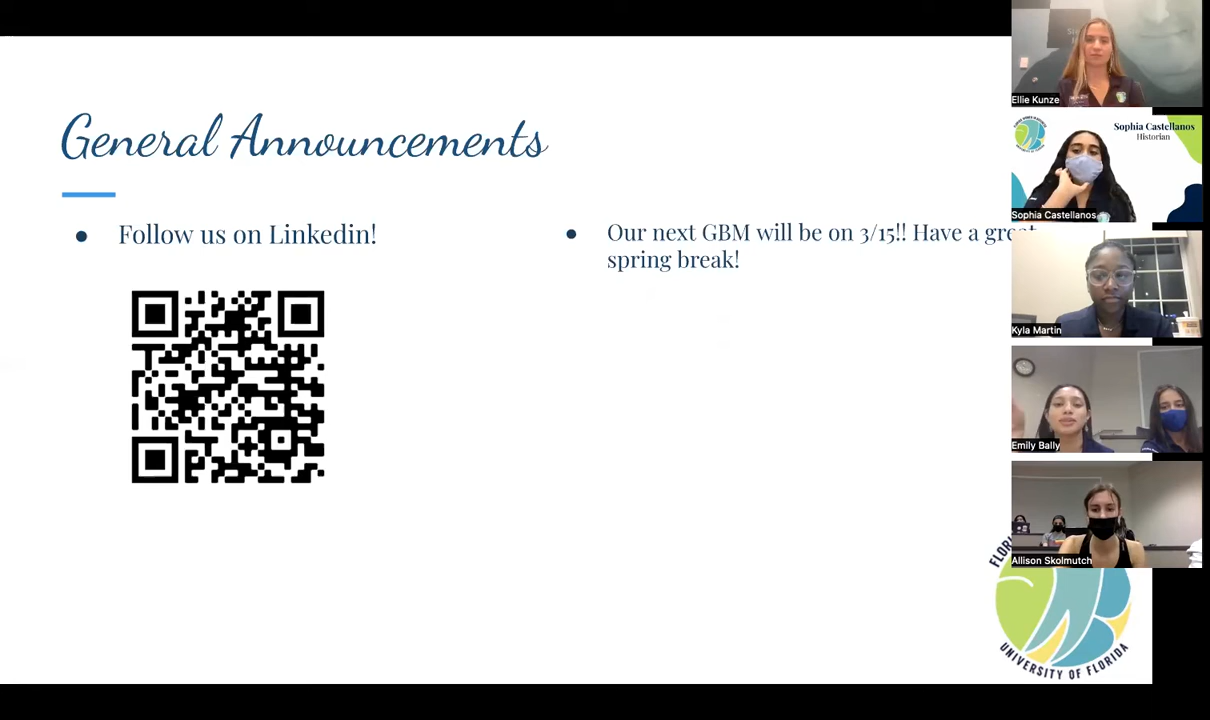 General Announcements
Follow us on Linkedin!
Our next GBM will be on 3/15!! Have a great
spring break!
Ellie Kunze
Sophia Castellanos
Historian
Sophia Castellanos
Kyla Martin
Emily Bally
Allison Skolmutch
UNIVERSITY OF FLORIDA